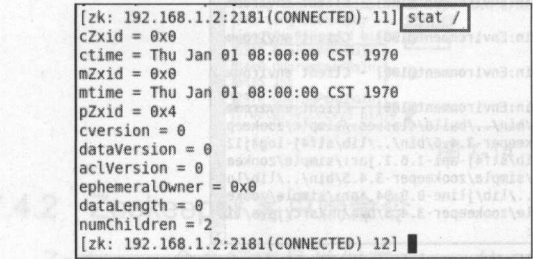 [zk: 192.168.1.2:2181(CONNECTED) 11] stat /
cZxid = 0x0
ctime = Thu Jan 01 08:00:00 CST 1970
mZxid = 0x0
mtime = Thu Jan 01 08:00:00 CST 1970
pZxid = 0x4
cversion = 0
dataVersion = 0
aclVersion = 0
ephemeralOwner = 0x0
dataLength = 0
numChildren = 2
[zk: 192.168.1.2:2181(CONNECTED) 12]